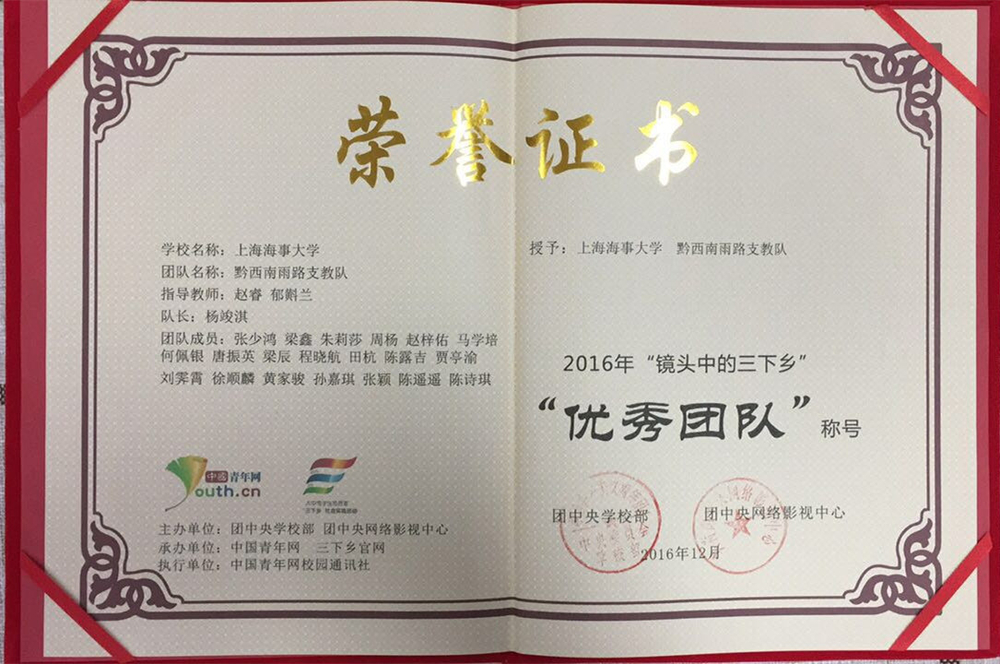 荣誉证书
学校名称：上海海事大学
团队名称：黔西南雨路支教队
指导教师：赵睿 郁斟兰
队长：杨竣淇
团队成员：张少鸿 梁鑫 朱莉莎 周杨 赵梓佑 马学培
何佩银 唐振英 梁辰 程晓航 田杭 陈露吉 贾亭渝
刘霁霄 徐顺麟 黄家骏 孙嘉琪 张颖 陈遥遥 陈诗琪
中国青年网
Youth.cn
主办单位：团中央学校部 团中央网络影视中心
承办单位：中国青年网 三下乡官网
执行单位：中国青年网校园通讯社
授予：上海海事大学 黔西南雨路支教队
2016年“镜头中的三下乡”
“优秀团队”称号
团中央学校部 团中央网络影视中心
2016年12月